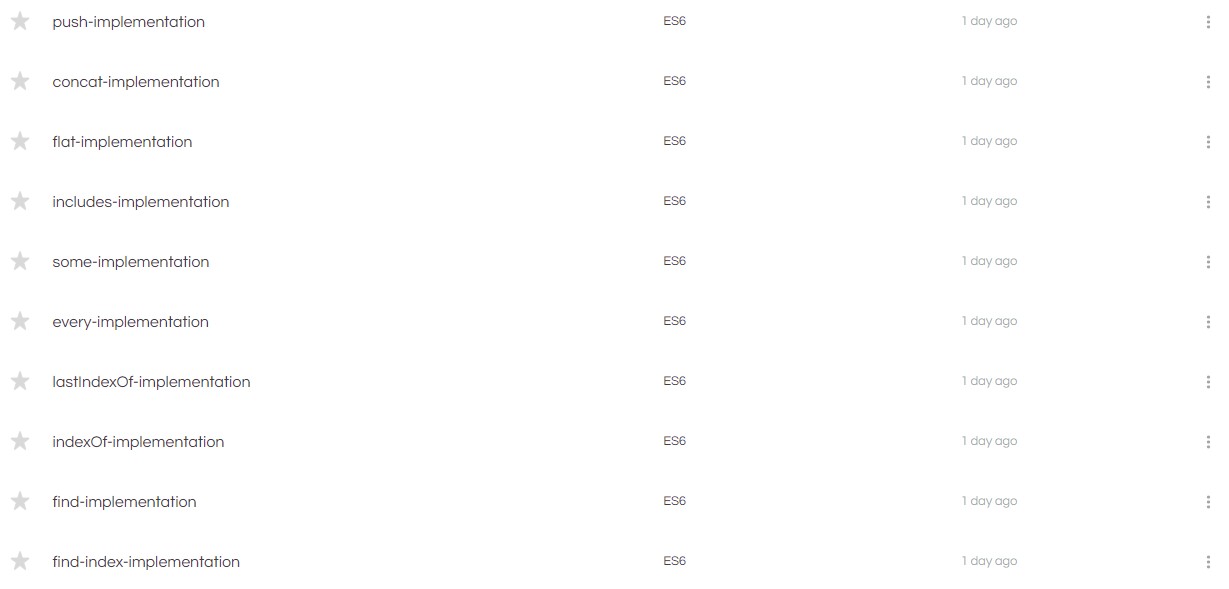 push-implementation ES6 1 day ago
concat-implementation ES6 1 day ago
flat-implementation ES6 1 day ago
includes-implementation ES6 1 day ago
some-implementation ES6 1 day ago
every-implementation ES6 1 day ago
lastIndexOf-implementation ES6 1 day ago
indexOf-implementation ES6 1 day ago
find-implementation ES6 1 day ago
find-index-implementation ES6 1 day ago